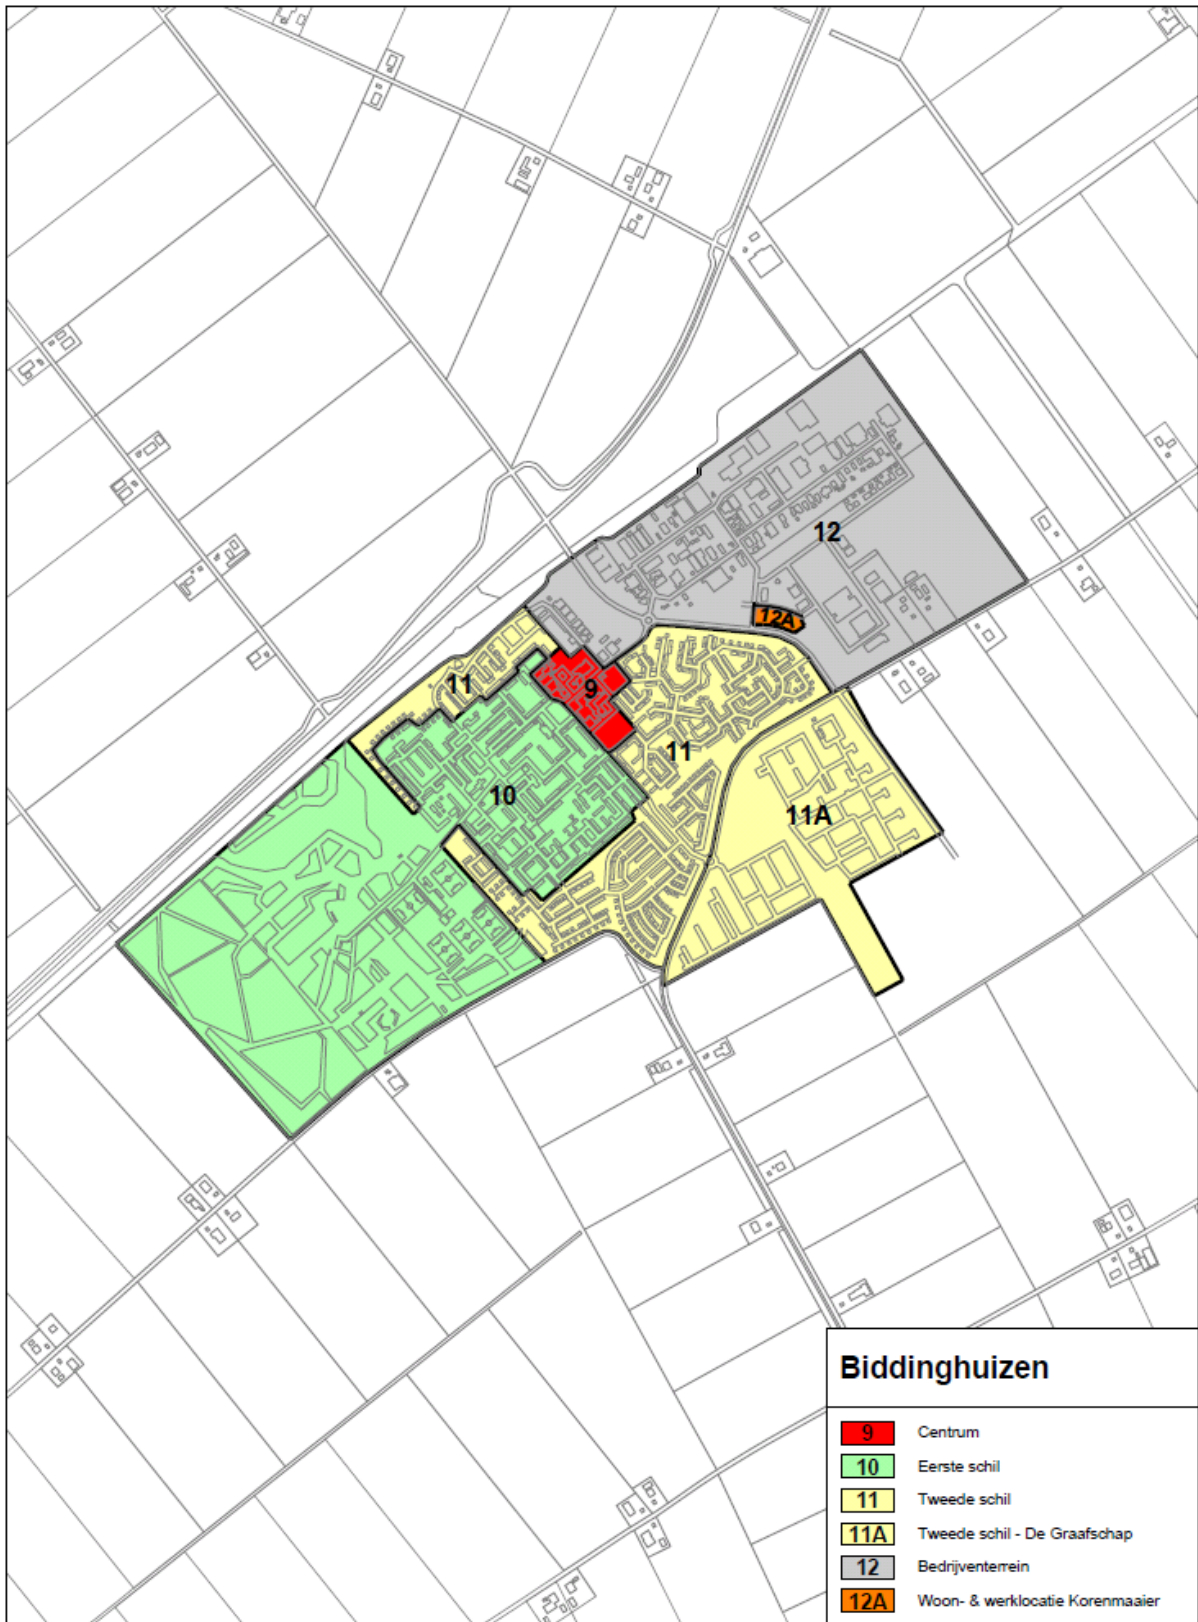 12
12A
11
9
11
10
11A
Biddinghuizen
9 Centrum
10 Eerste schil
11 Tweede schil
11A Tweede schil - De Graafschap
12 Bedrijventerrein
12A Woon- & werklocatie Korenmaaier